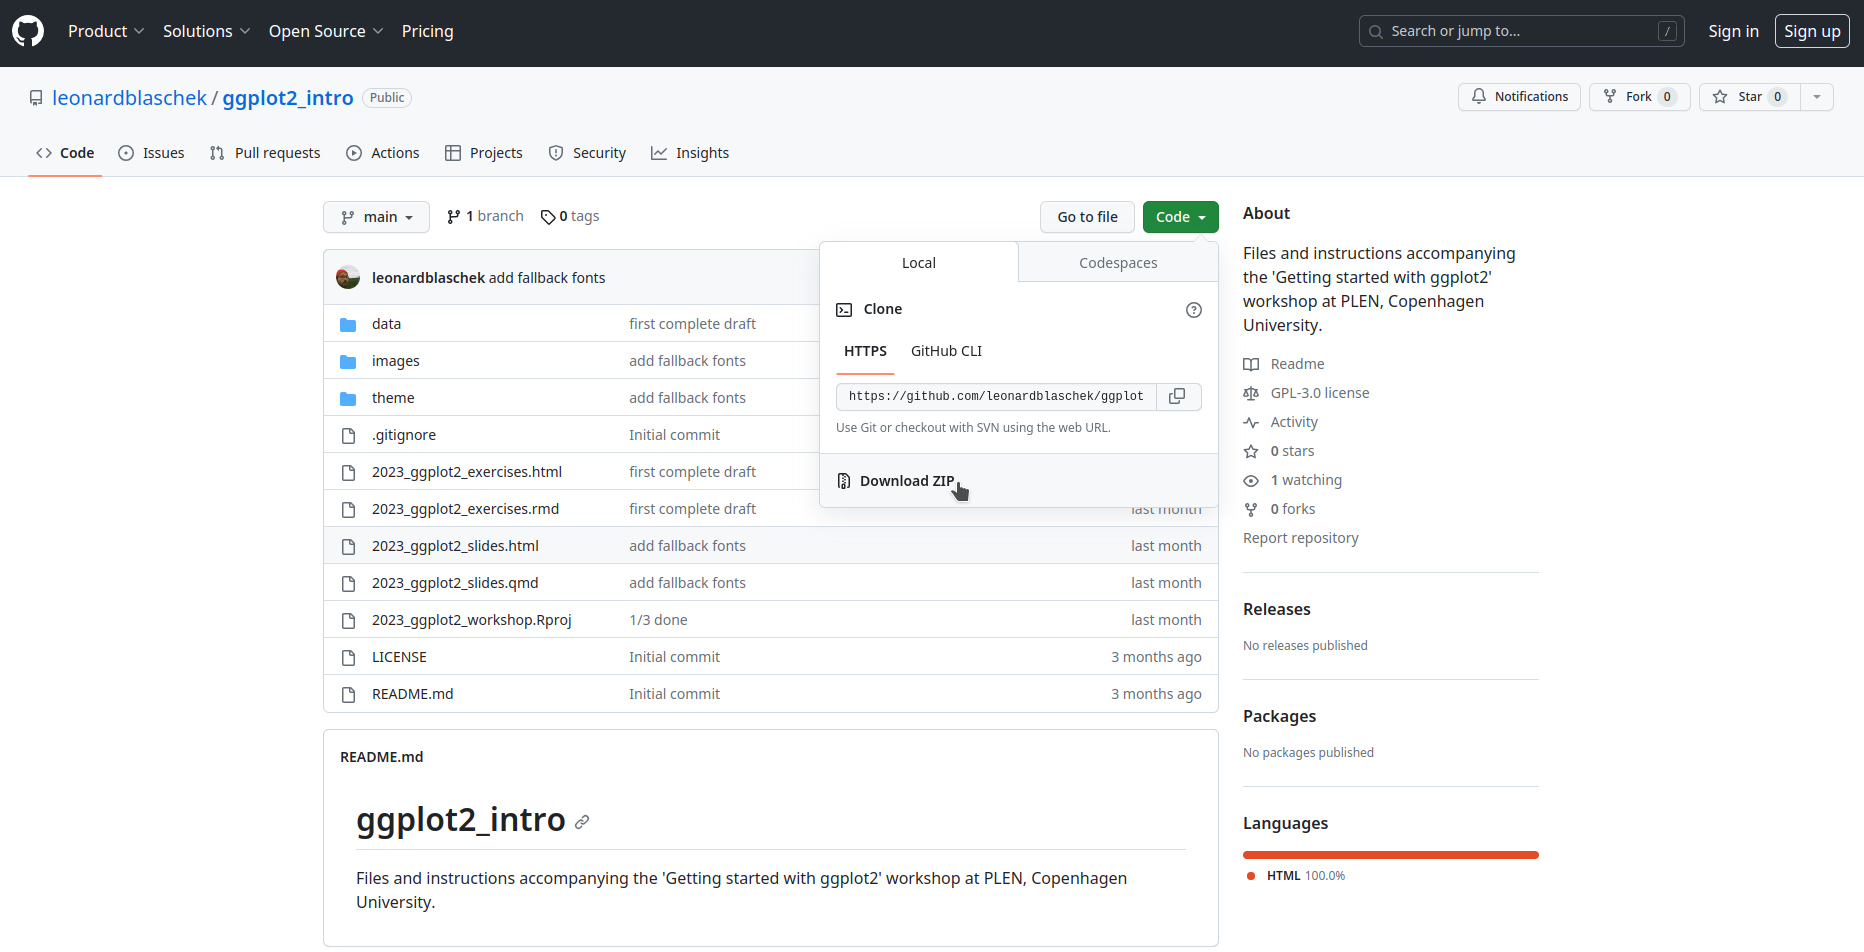 Product Solutions Open Source Pricing Search or jump to... / Sign in Sign up
leonardblaschek / ggplot2_intro Public Notifications Fork 0 Star 0
Code Issues Pull requests Actions Projects Security Insights
main 1 branch 0 tags Go to file Code
Local Codespaces
leonardblaschek add fallback fonts
Clone
HTTPS GitHub CLI
https://github.com/leonardblaschek/ggplot
Use Git or checkout with SVN using the web URL.
Download ZIP
data first complete draft
images add fallback fonts
theme add fallback fonts
.gitignore Initial commit
2023_ggplot2_exercises.html first complete draft
2023_ggplot2_exercises.rmd first complete draft last month
2023_ggplot2_slides.html add fallback fonts last month
2023_ggplot2_slides.qmd add fallback fonts last month
2023_ggplot2_workshop.Rproj 1/3 done last month
LICENSE Initial commit 3 months ago
README.md Initial commit 3 months ago
README.md
ggplot2_intro
Files and instructions accompanying the 'Getting started with ggplot2' workshop at PLEN, Copenhagen
University.
About
Files and instructions accompanying
the 'Getting started with ggplot2'
workshop at PLEN, Copenhagen
University.
Readme
GPL-3.0 license
Activity
0 stars
1 watching
0 forks
Report repository
Releases
No releases published
Packages
No packages published
Languages
HTML 100.0%